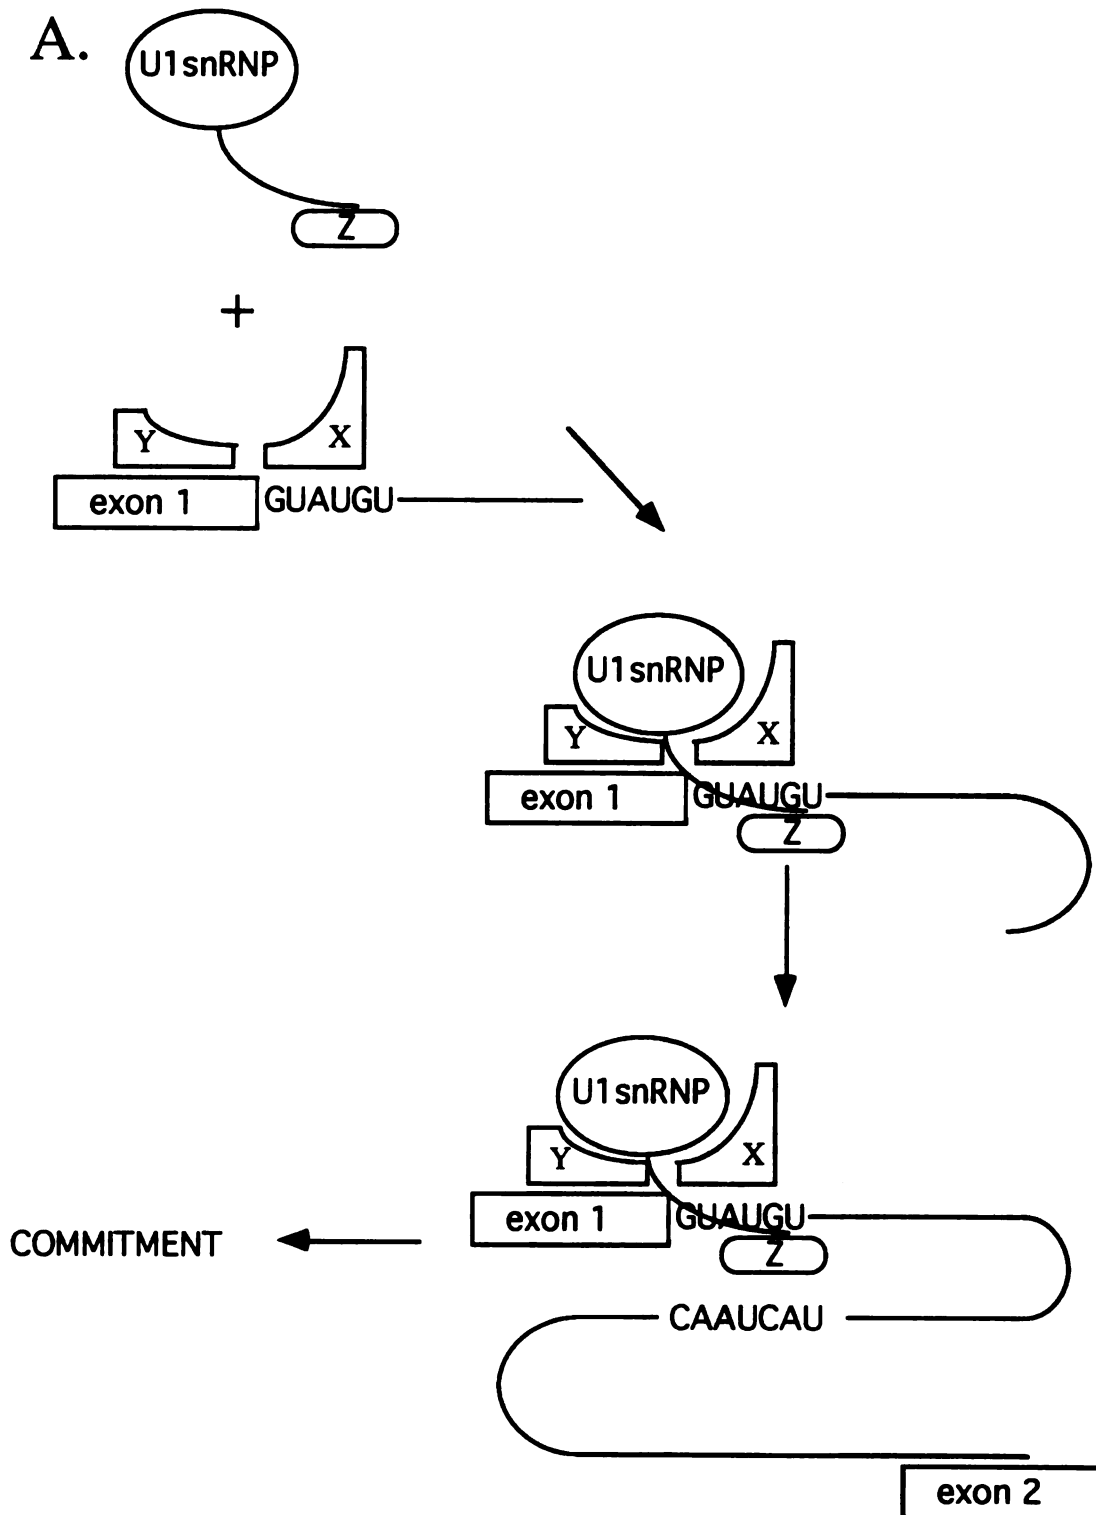 A.
U1snRNP
Z
+
Y
X
exon 1
GUAUGU
U1snRNP
Y
X
exon 1
GUAUGU
Z
U1snRNP
Y
X
exon 1
GUAUGU
Z
COMMITMENT
CAAUCAU
exon 2